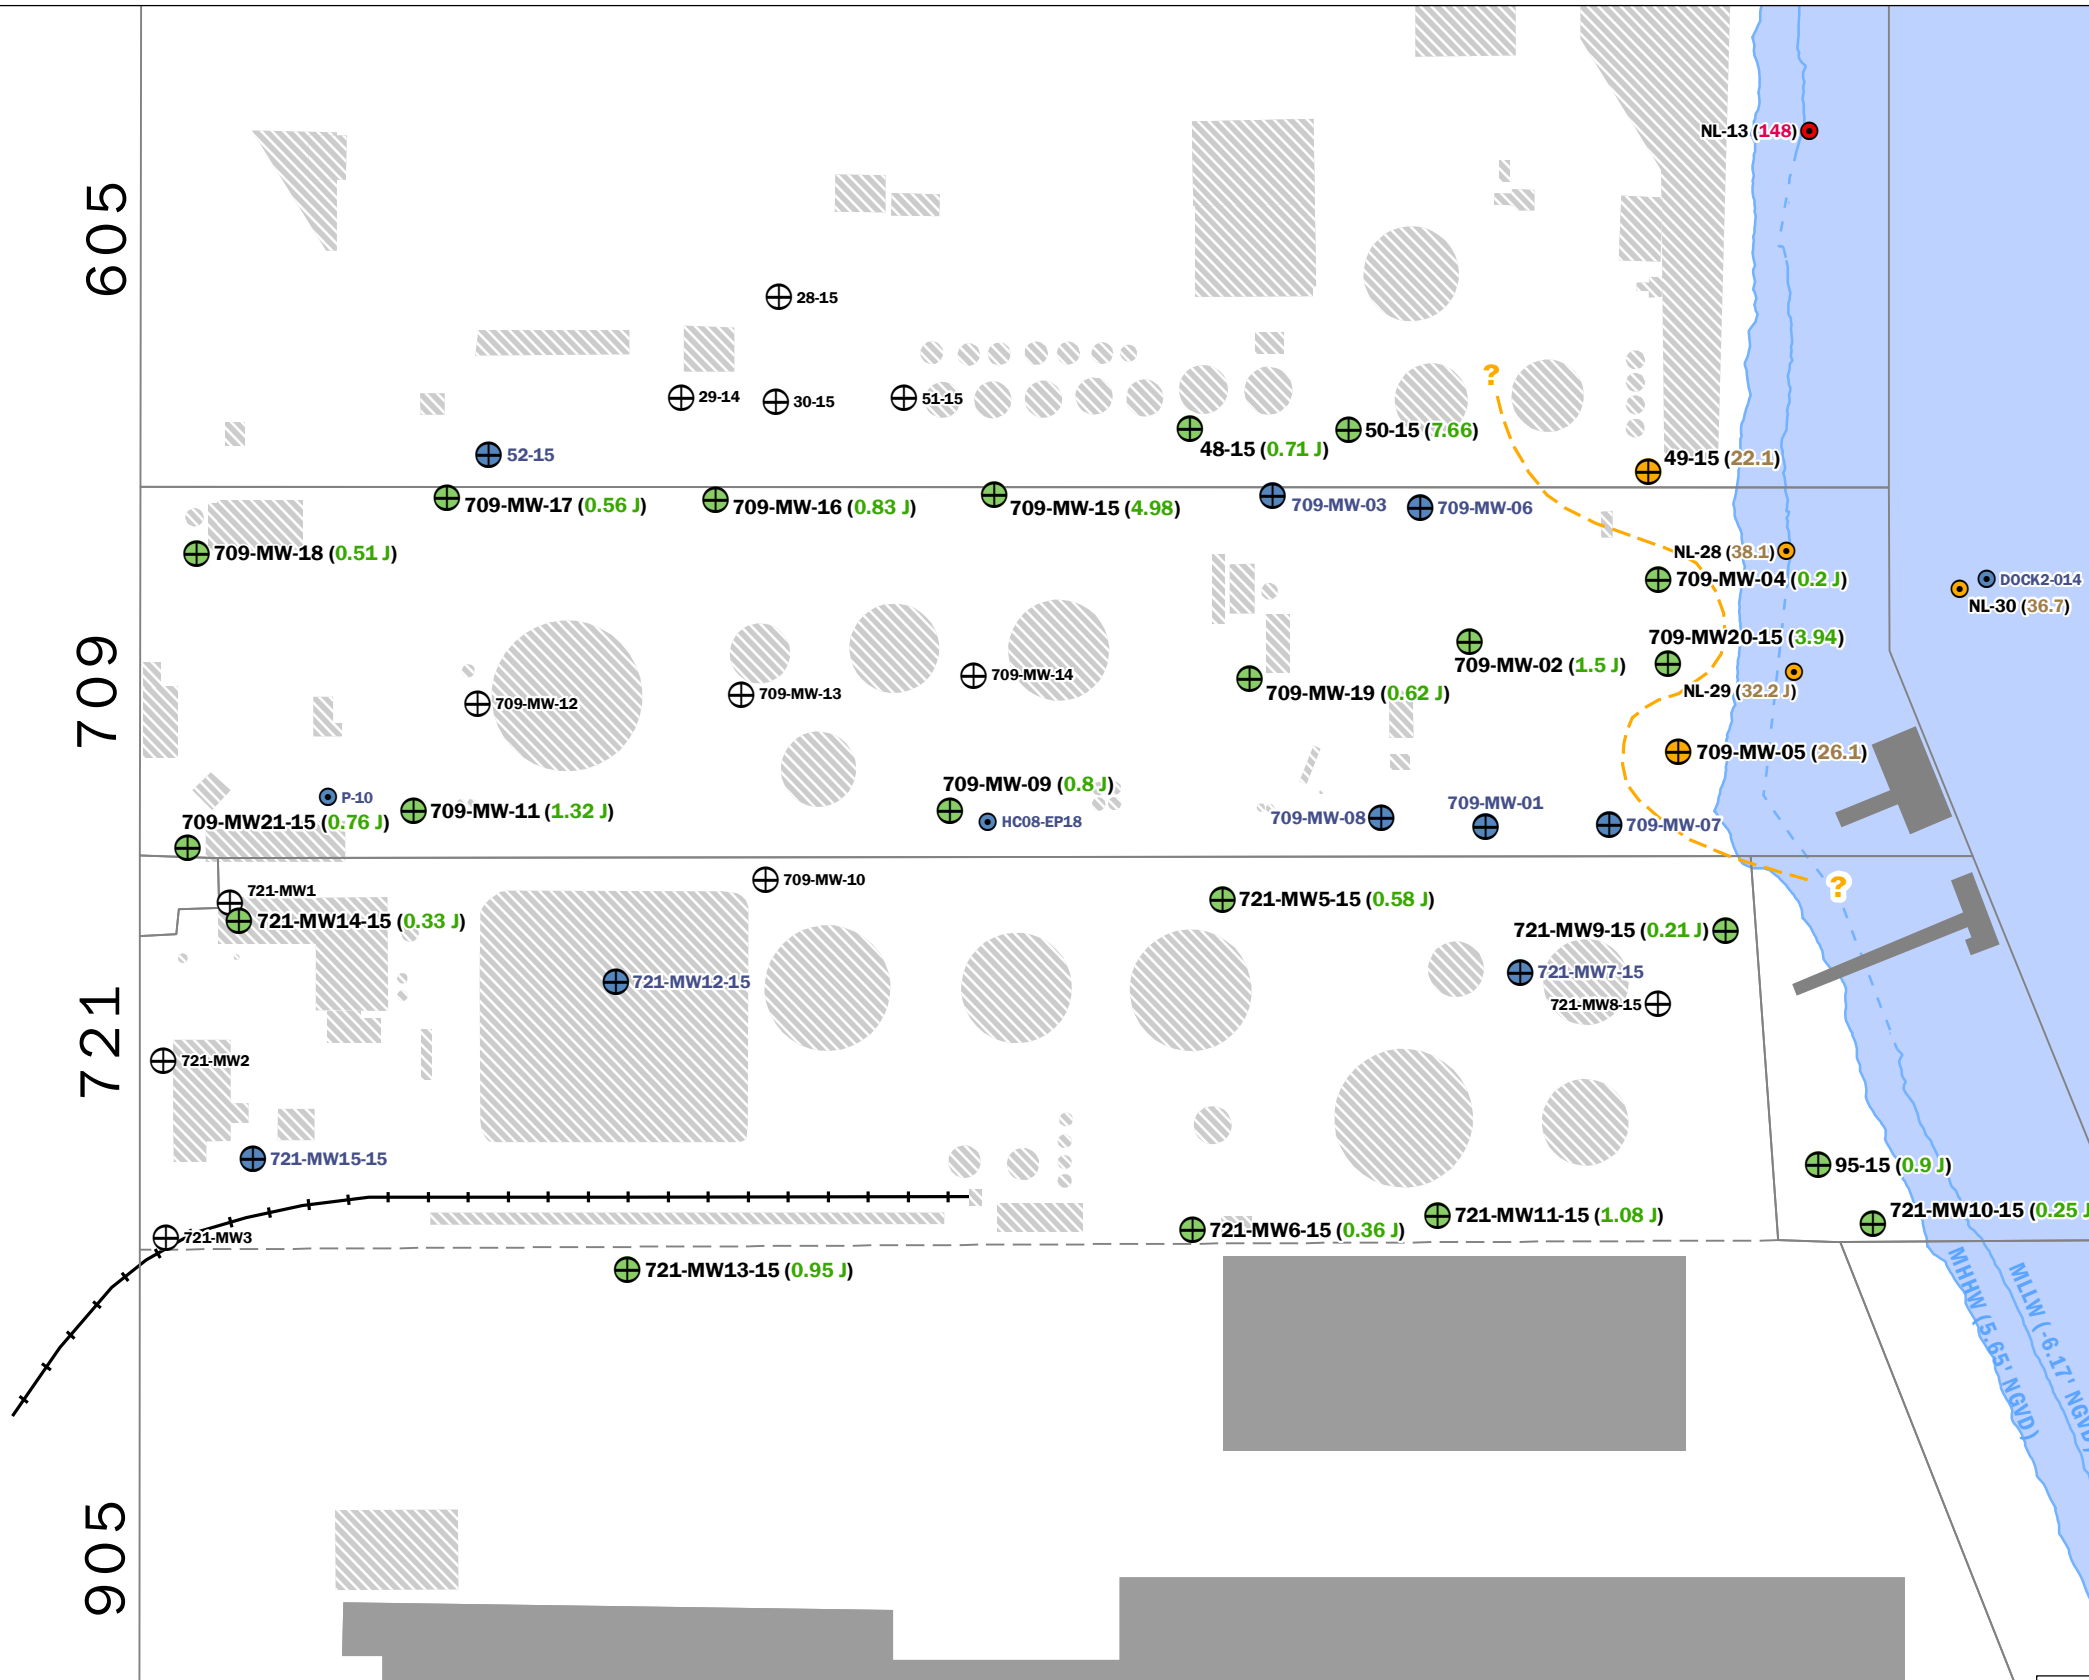 NL-13 (148)
605
28-15
29-14
30-15
51-15
?
48-15 (0.71 J)
50-15 (7.66)
52-15
49-15 (22.1)
709-MW-17 (0.56 J)
709-MW-16 (0.83 J)
709-MW-15 (4.98)
709-MW-03
709-MW-06
709-MW-18 (0.51 J)
NL-28 (38.1)
709-MW-04 (0.2 J)
DOCK2-014
NL-30 (36.7)
709
709-MW20-15 (3.94)
709-MW-02 (1.5 J)
709-MW-14
709-MW-13
709-MW-19 (0.62 J)
NL-29 (32.2 J)
709-MW-12
709-MW-05 (26.1)
709-MW-09 (0.8 J)
P-10
709-MW-01
709-MW-11 (1.32 J)
709-MW21-15 (0.76 J)
HC08-EP18
709-MW-08
709-MW-07
709-MW-10
721-MW1
?
721-MW5-15 (0.58 J)
721-MW14-15 (0.33 J)
721-MW9-15 (0.21 J)
721-MW7-15
721-MW12-15
721-MW8-15
721
721-MW2
721-MW15-15
95-15 (0.9 J)
721-MW10-15 (0.25 J
721-MW11-15 (1.08 J)
721-MW6-15 (0.36 J)
721-MW3
721-MW13-15 (0.95 J)
MHHW (5.65' NGVD)
MLLW (-6.17' NGVD)
905